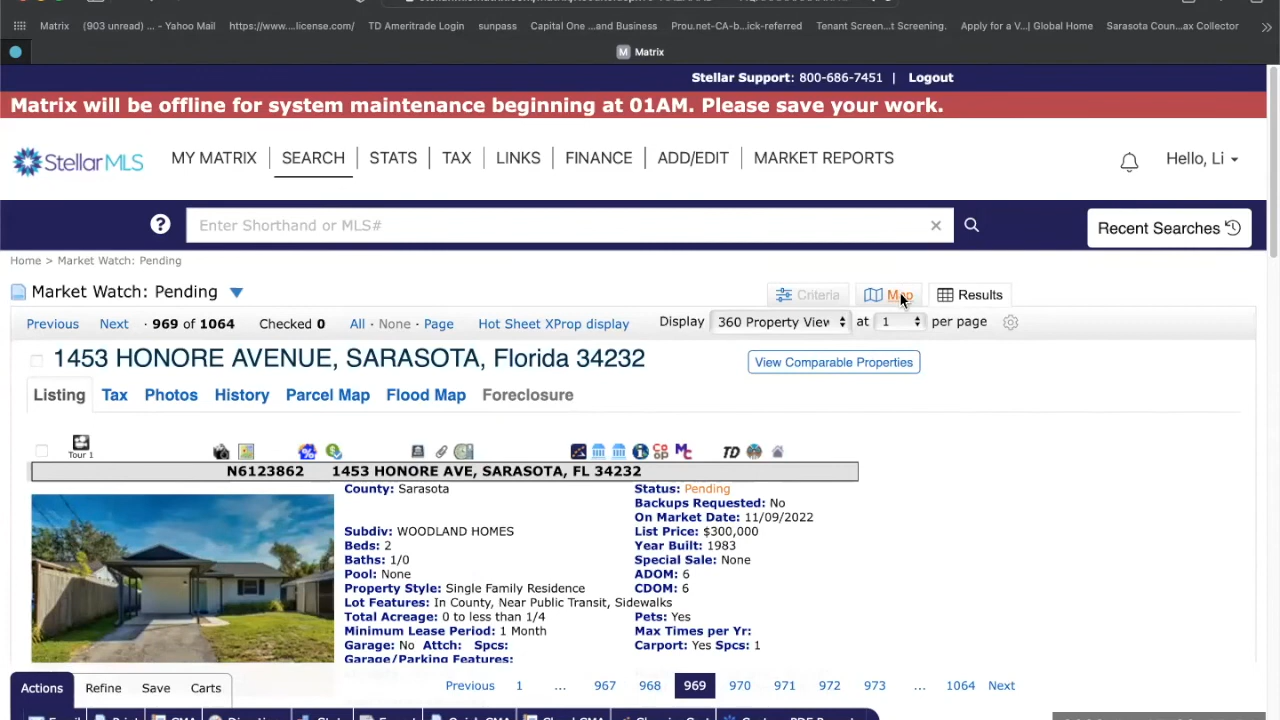 Matrix (903 unread) ... – Yahoo Mail https://www....license.com/ TD Ameritrade Login sunpass Capital One ...and Business Prou.net-CA-b...ick-referred Tenant Screen...t Screening. Apply for a V...| Global Home Sarasota Coun...ax Collector
M Matrix
Stellar Support: 800-686-7451 | Logout
Matrix will be offline for system maintenance beginning at 01AM. Please save your work.
StellarMLS MY MATRIX SEARCH STATS TAX LINKS FINANCE ADD/EDIT MARKET REPORTS Hello, Li
? Enter Shorthand or MLS# Recent Searches
Home > Market Watch: Pending
Market Watch: Pending Criteria Map Results
Previous Next · 969 of 1064 Checked 0 All · None · Page Hot Sheet XProp display Display 360 Property View at 1 per page
1453 HONORE AVENUE, SARASOTA, Florida 34232 View Comparable Properties
Listing Tax Photos History Parcel Map Flood Map Foreclosure
Tour 1 TD
N6123862 1453 HONORE AVE, SARASOTA, FL 34232
County: Sarasota Status: Pending
Backups Requested: No
On Market Date: 11/09/2022
Subdiv: WOODLAND HOMES List Price: $300,000
Beds: 2 Year Built: 1983
Baths: 1/0 Special Sale: None
Pool: None ADOM: 6
Property Style: Single Family Residence CDOM: 6
Lot Features: In County, Near Public Transit, Sidewalks
Total Acreage: 0 to less than 1/4 Pets: Yes
Minimum Lease Period: 1 Month Max Times per Yr:
Garage: No Attch: Spcs: Carport: Yes Spcs: 1
Garage/Parking Features:
Actions Refine Save Carts Previous 1 ... 967 968 969 970 971 972 973 ... 1064 Next